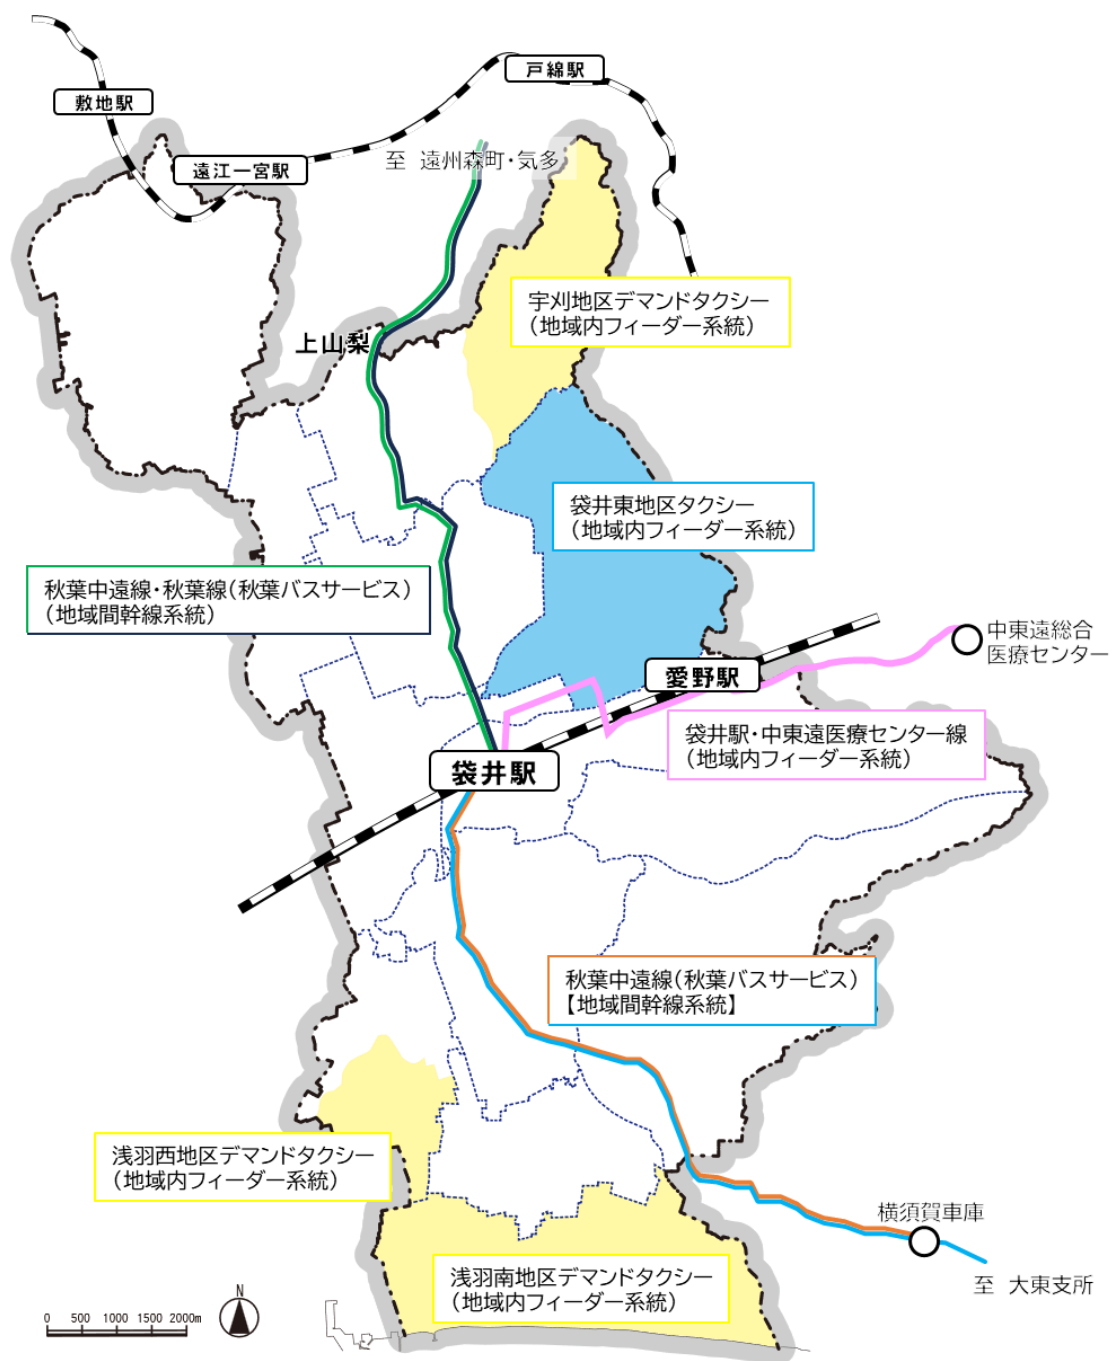 戸綿駅
敷地駅
遠江一宮駅
至 遠州森町・気多
宇刈地区デマンドタクシー
（地域内フィーダー系統）
上山梨
袋井東地区タクシー
（地域内フィーダー系統）
秋葉中遠線・秋葉線（秋葉バスサービス）
（地域間幹線系統）
中東遠総合
医療センター
愛野駅
袋井駅・中東遠医療センター線
（地域内フィーダー系統）
袋井駅
秋葉中遠線（秋葉バスサービス）
【地域間幹線系統】
浅羽西地区デマンドタクシー
（地域内フィーダー系統）
横須賀車庫
浅羽南地区デマンドタクシー
（地域内フィーダー系統）
至 大東支所
N
0 500 1000 1500 2000m